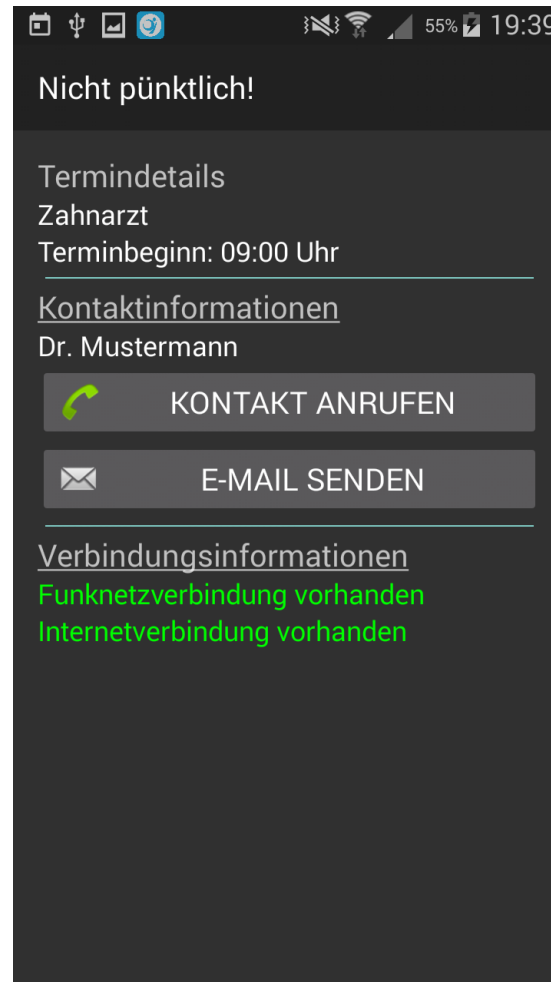 55% 19:39
Nicht pünktlich!
Termindetails
Zahnarzt
Terminbeginn: 09:00 Uhr
Kontaktinformationen
Dr. Mustermann
KONTAKT ANRUFEN
E-MAIL SENDEN
Verbindungsinformationen
Funknetzverbindung vorhanden
Internetverbindung vorhanden